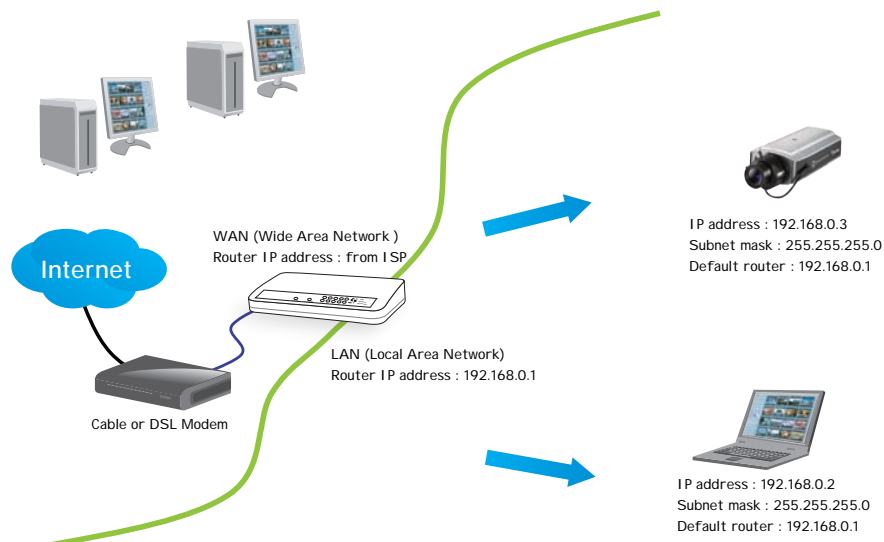 WAN (Wide Area Network )
Router IP address : from ISP
Internet
IP address : 192.168.0.3
Subnet mask : 255.255.255.0
Default router : 192.168.0.1
LAN (Local Area Network)
Router IP address : 192.168.0.1
Cable or DSL Modem
IP address : 192.168.0.2
Subnet mask : 255.255.255.0
Default router : 192.168.0.1